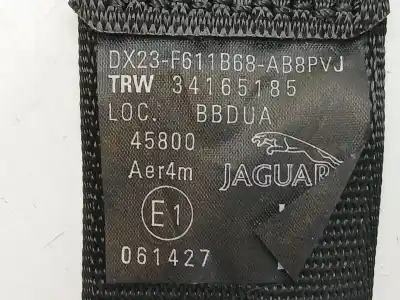 DX23-F611B68-AB8PVJ
TRW 34165185
LOC. BBDUA
45800
Aer4m
JAGUAR
E1
061427